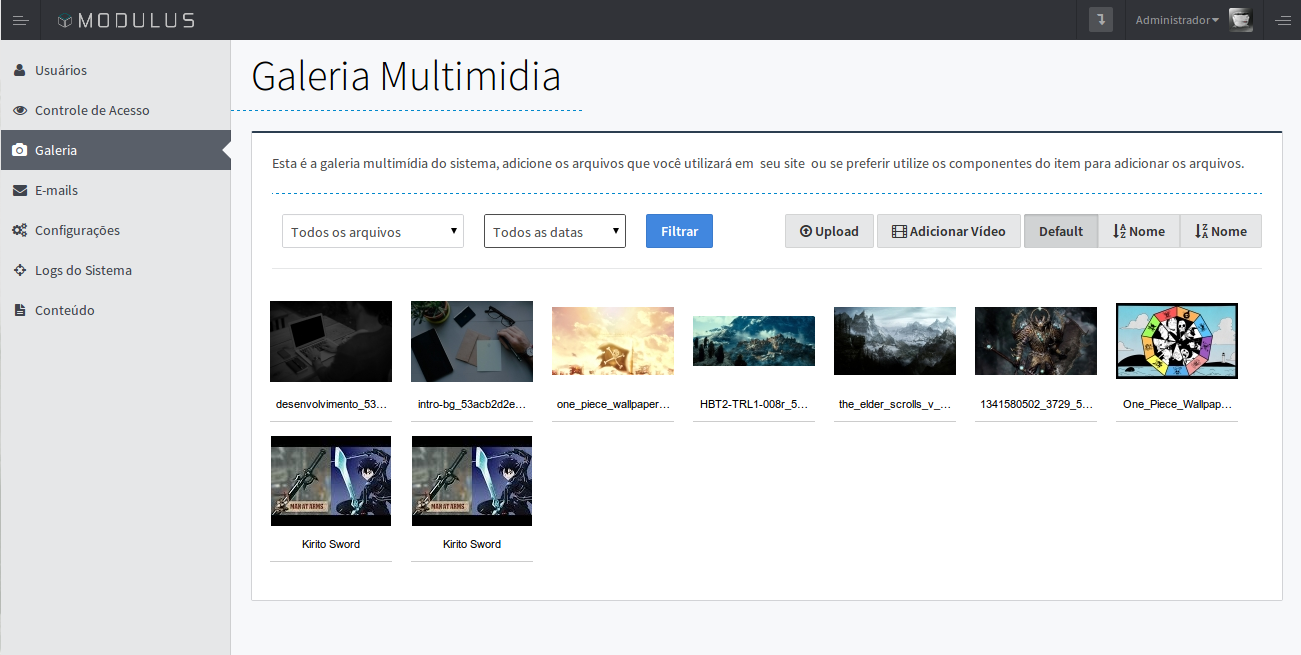 MODULUS
Administrador
Usuários
Controle de Acesso
Galeria
E-mails
Configurações
Logs do Sistema
Conteúdo
Galeria Multimidia
Esta é a galeria multimídia do sistema, adicione os arquivos que você utilizará em seu site ou se preferir utilize os componentes do item para adicionar os arquivos.
Todos os arquivos
Todos as datas
Filtrar
Upload
Adicionar Vídeo
Default
Nome
Nome
desenvolvimento_53...
intro-bg_53acb2d2e...
one_piece_wallpaper...
HBT2-TRL1-008r_5...
the_elder_scrolls_v_...
1341580502_3729_5...
One_Piece_Wallpap...
MAN AT ARMS
MAN AT ARMS
Kirito Sword
Kirito Sword